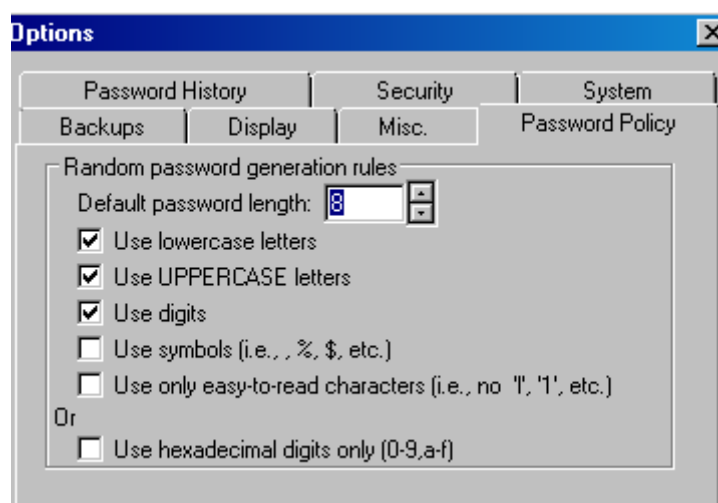 Options
Password History Security System
Backups Display Misc. Password Policy
Random password generation rules
Default password length: 8
Use lowercase letters
Use UPPERCASE letters
Use digits
Use symbols (i.e., , %, $, etc.)
Use only easy-to-read characters (i.e., no 'l', '1', etc.)
Or
Use hexadecimal digits only (0-9,a-f)